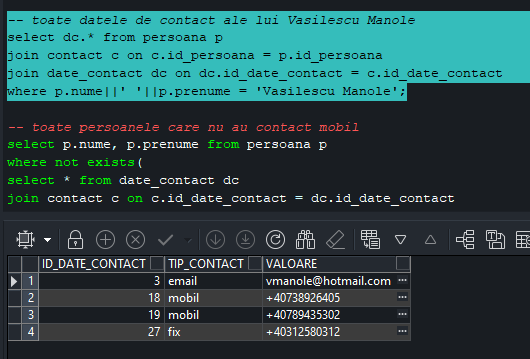 -- toate datele de contact ale lui Vasilescu Manole
select dc.* from persoana p
join contact c on c.id_persoana = p.id_persoana
join date_contact dc on dc.id_date_contact = c.id_date_contact
where p.nume||' '||p.prenume = 'Vasilescu Manole';
-- toate persoanele care nu au contact mobil
select p.nume, p.prenume from persoana p
where not exists(
select * from date_contact dc
join contact c on c.id_date_contact = dc.id_date_contact
ID_DATE_CONTACT TIP_CONTACT VALOARE
1 3 email vmanole@hotmail.com ...
2 18 mobil +40738926405 ...
3 19 mobil +40789435302 ...
4 27 fix +40312580312 ...